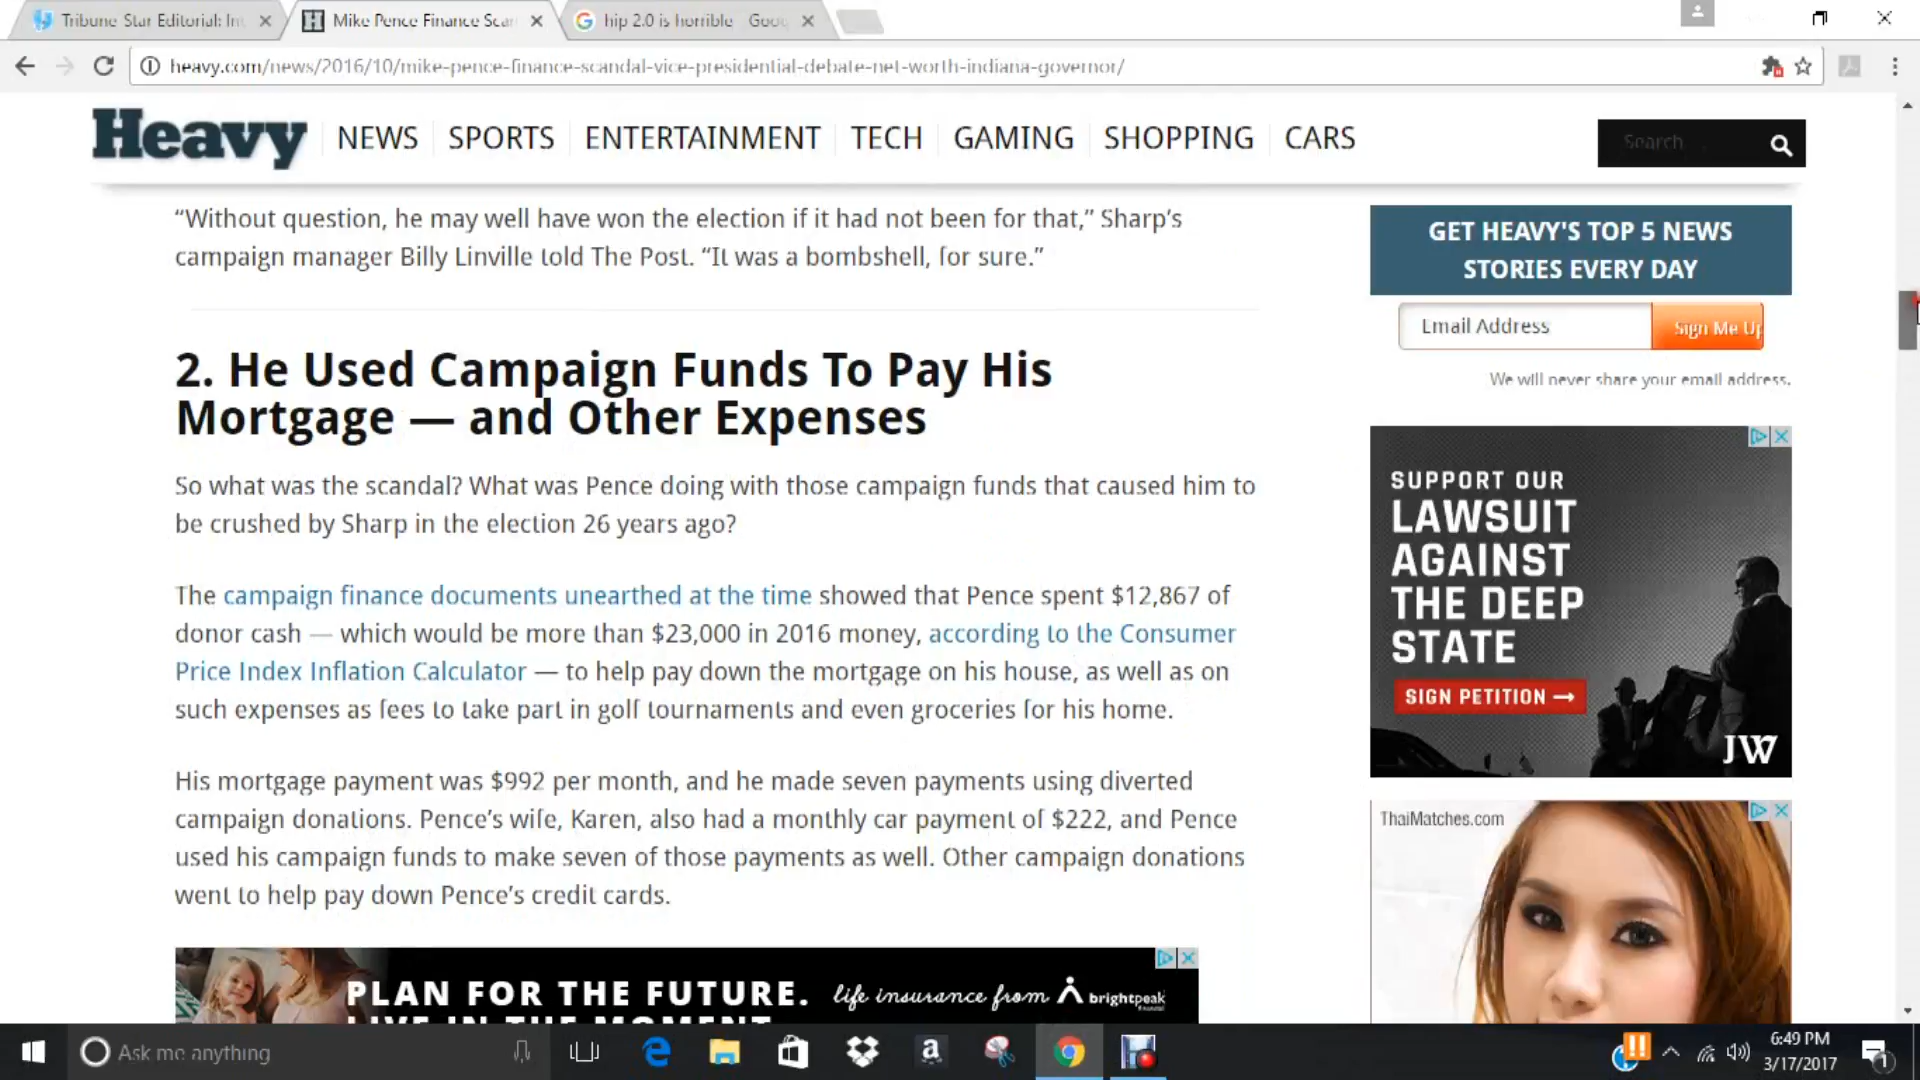 Tribune Star Editorial: In
Mike Pence Finance Scan
hip 2.0 is horrible - Goog
heavy.com/news/2016/10/mike-pence-finance-scandal-vice-presidential-debate-net-worth-indiana-governor/
Heavy
NEWS
SPORTS
ENTERTAINMENT
TECH
GAMING
SHOPPING
CARS
Search
“Without question, he may well have won the election if it had not been for that,” Sharp’s
campaign manager Billy Linville told The Post. “It was a bombshell, for sure.”
2. He Used Campaign Funds To Pay His
Mortgage — and Other Expenses
So what was the scandal? What was Pence doing with those campaign funds that caused him to
be crushed by Sharp in the election 26 years ago?
The campaign finance documents unearthed at the time showed that Pence spent $12,867 of
donor cash — which would be more than $23,000 in 2016 money, according to the Consumer
Price Index Inflation Calculator — to help pay down the mortgage on his house, as well as on
such expenses as fees to take part in golf tournaments and even groceries for his home.
His mortgage payment was $992 per month, and he made seven payments using diverted
campaign donations. Pence’s wife, Karen, also had a monthly car payment of $222, and Pence
used his campaign funds to make seven of those payments as well. Other campaign donations
went to help pay down Pence’s credit cards.
PLAN FOR THE FUTURE.
LIVE IN THE MOMENT.
life insurance from
brightpeak
GET HEAVY'S TOP 5 NEWS
STORIES EVERY DAY
Email Address
Sign Me Up
We will never share your email address.
SUPPORT OUR
LAWSUIT
AGAINST
THE DEEP
STATE
SIGN PETITION →
JW
ThaiMatches.com
Ask me anything
6:49 PM
3/17/2017
1